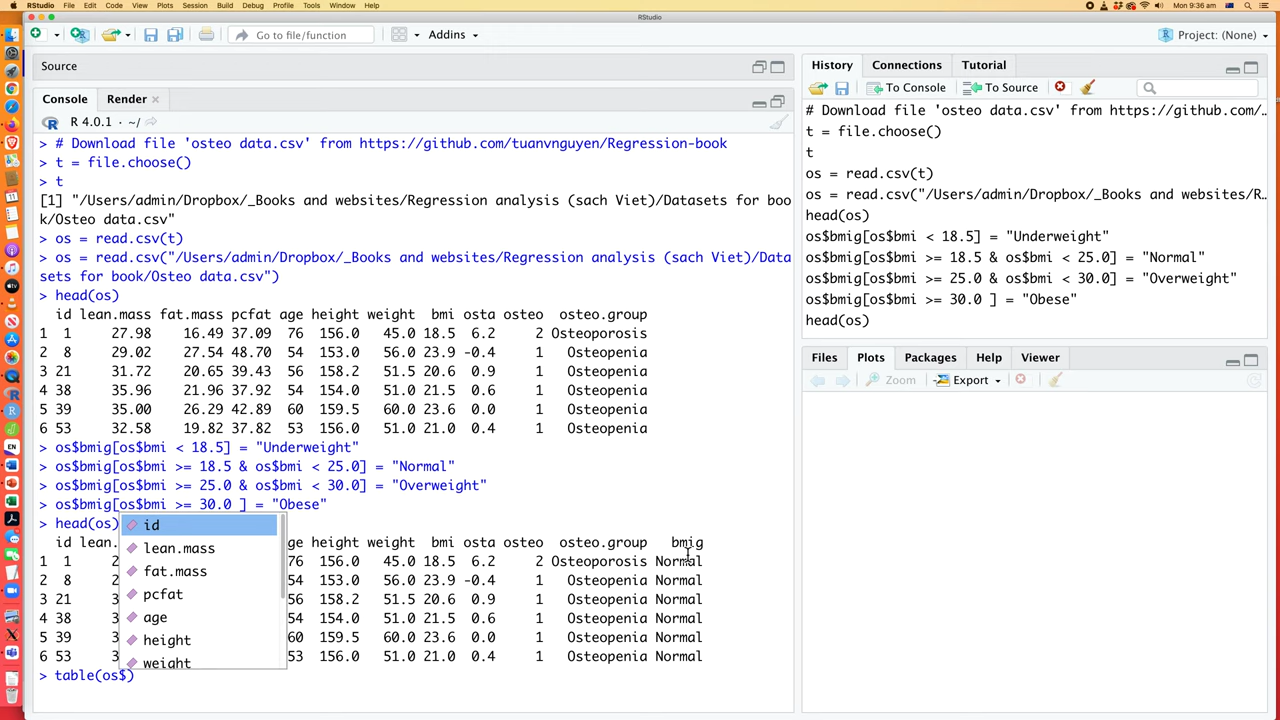 RStudio File Edit Code View Plots Session Build Debug Profile Tools Window Help Mon 9:36 am
RStudio
Go to file/function Addins Project: (None)
Source
Console Render
R 4.0.1 · ~/
> # Download file 'osteo data.csv' from https://github.com/tuanvnguyen/Regression-book
> t = file.choose()
> t
[1] "/Users/admin/Dropbox/_Books and websites/Regression analysis (sach Viet)/Datasets for boo
k/Osteo data.csv"
> os = read.csv(t)
> os = read.csv("/Users/admin/Dropbox/_Books and websites/Regression analysis (sach Viet)/Data
sets for book/Osteo data.csv")
> head(os)
id lean.mass fat.mass pcfat age height weight bmi osta osteo osteo.group
1 1 27.98 16.49 37.09 76 156.0 45.0 18.5 6.2 2 Osteoporosis
2 8 29.02 27.54 48.70 54 153.0 56.0 23.9 -0.4 1 Osteopenia
3 21 31.72 20.65 39.43 56 158.2 51.5 20.6 0.9 1 Osteopenia
4 38 35.96 21.96 37.92 54 154.0 51.0 21.5 0.6 1 Osteopenia
5 39 35.00 26.29 42.89 60 159.5 60.0 23.6 0.0 1 Osteopenia
6 53 32.58 19.82 37.82 53 156.0 51.0 21.0 0.4 1 Osteopenia
> os$bmig[os$bmi < 18.5] = "Underweight"
> os$bmig[os$bmi >= 18.5 & os$bmi < 25.0] = "Normal"
> os$bmig[os$bmi >= 25.0 & os$bmi < 30.0] = "Overweight"
> os$bmig[os$bmi >= 30.0 ] = "Obese"
> head(os)
id lean. age height weight bmi osta osteo osteo.group bmig
1 1 2 76 156.0 45.0 18.5 6.2 2 Osteoporosis Normal
2 8 2 54 153.0 56.0 23.9 -0.4 1 Osteopenia Normal
3 21 3 56 158.2 51.5 20.6 0.9 1 Osteopenia Normal
4 38 3 54 154.0 51.0 21.5 0.6 1 Osteopenia Normal
5 39 3 60 159.5 60.0 23.6 0.0 1 Osteopenia Normal
6 53 3 53 156.0 51.0 21.0 0.4 1 Osteopenia Normal
> table(os$)
id
lean.mass
fat.mass
pcfat
age
height
weight
History Connections Tutorial
To Console To Source
# Download file 'osteo data.csv' from https://github.com/…
t = file.choose()
t
os = read.csv(t)
os = read.csv("/Users/admin/Dropbox/_Books and websites/R…
head(os)
os$bmig[os$bmi < 18.5] = "Underweight"
os$bmig[os$bmi >= 18.5 & os$bmi < 25.0] = "Normal"
os$bmig[os$bmi >= 25.0 & os$bmi < 30.0] = "Overweight"
os$bmig[os$bmi >= 30.0 ] = "Obese"
head(os)
Files Plots Packages Help Viewer
Zoom Export